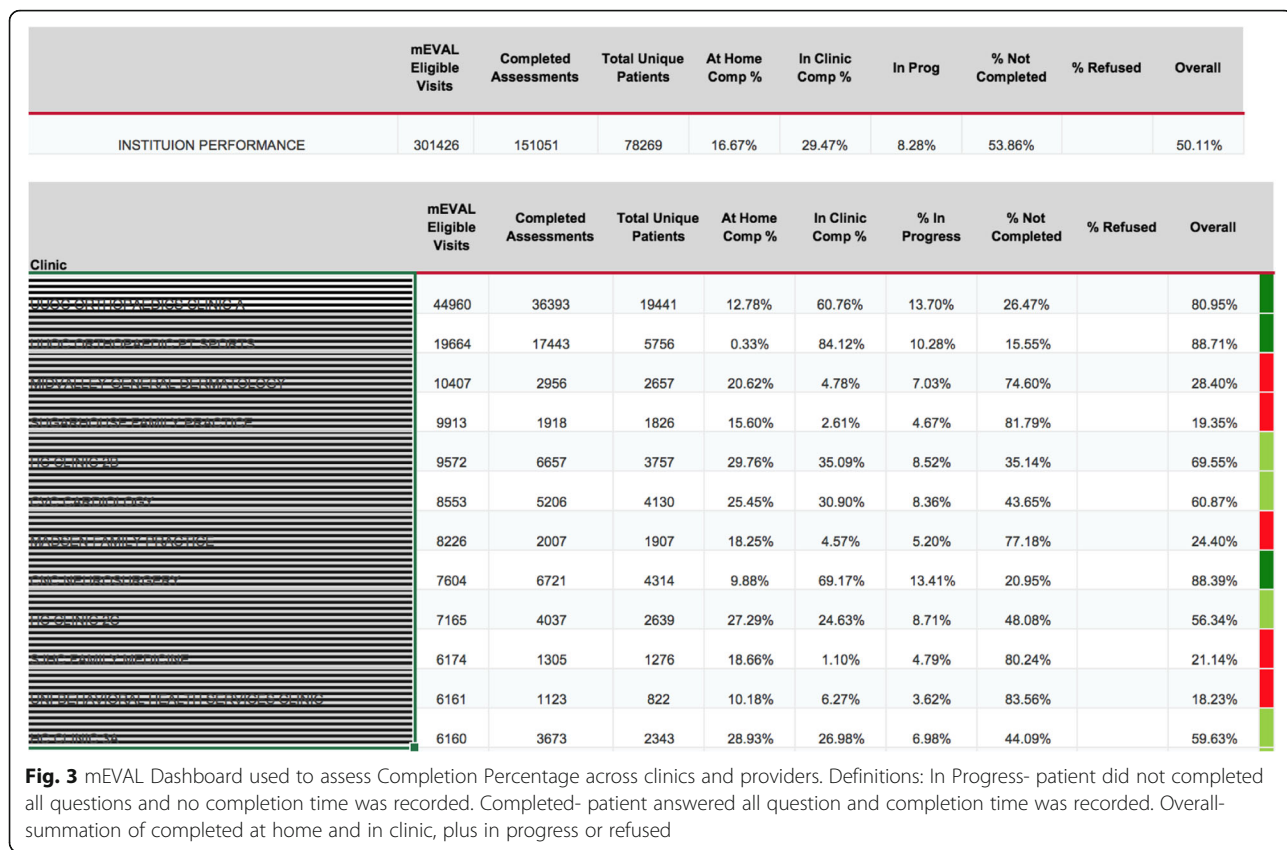 mEVAL Eligible Visits Completed Assessments Total Unique Patients At Home Comp % In Clinic Comp % In Prog % Not Completed % Refused Overall
INSTITUION PERFORMANCE 301426 151051 78269 16.67% 29.47% 8.28% 53.86% 50.11%
Clinic mEVAL Eligible Visits Completed Assessments Total Unique Patients At Home Comp % In Clinic Comp % % In Progress % Not Completed % Refused Overall
44960 36393 19441 12.78% 60.76% 13.70% 26.47% 80.95%
19664 17443 5756 0.33% 84.12% 10.28% 15.55% 88.71%
10407 2956 2657 20.62% 4.78% 7.03% 74.60% 28.40%
9913 1918 1826 15.60% 2.61% 4.67% 81.79% 19.35%
9572 6657 3757 29.76% 35.09% 8.52% 35.14% 69.55%
8553 5206 4130 25.45% 30.90% 8.36% 43.65% 60.87%
8226 2007 1907 18.25% 4.57% 5.20% 77.18% 24.40%
7604 6721 4314 9.88% 69.17% 13.41% 20.95% 88.39%
7165 4037 2639 27.29% 24.63% 8.71% 48.08% 56.34%
6174 1305 1276 18.66% 1.10% 4.79% 80.24% 21.14%
6161 1123 822 10.18% 6.27% 3.62% 83.56% 18.23%
6160 3673 2343 28.93% 26.98% 6.98% 44.09% 59.63%
Fig. 3 mEVAL Dashboard used to assess Completion Percentage across clinics and providers. Definitions: In Progress- patient did not completed
all questions and no completion time was recorded. Completed- patient answered all question and completion time was recorded. Overall-
summation of completed at home and in clinic, plus in progress or refused